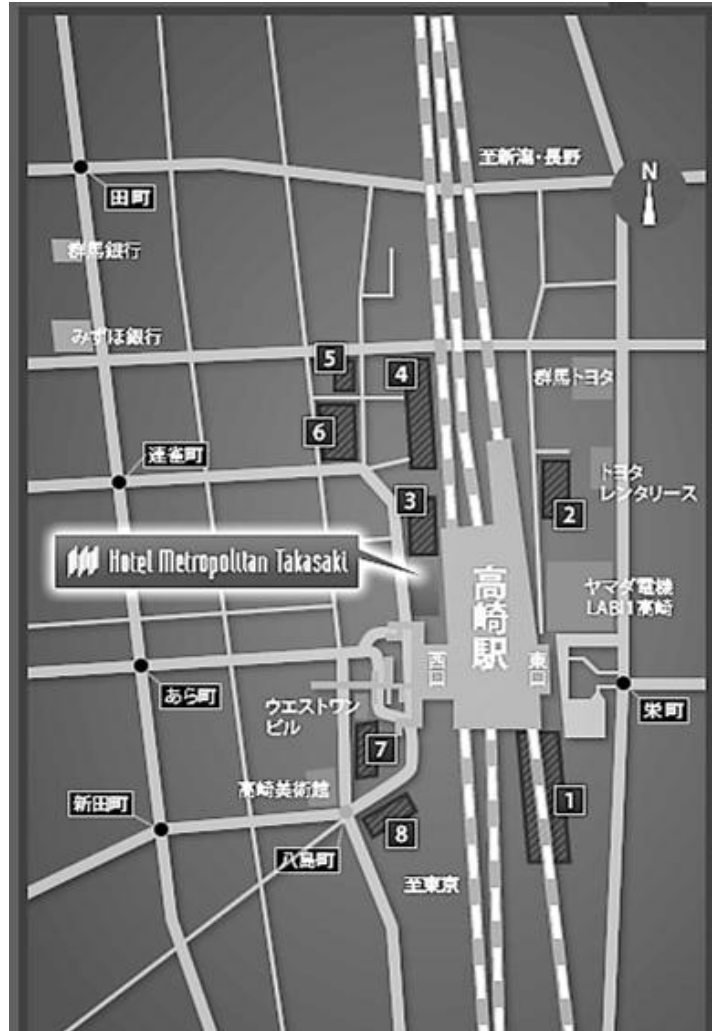 至新潟・長野
N
田町
群馬銀行
みずほ銀行
5
4
群馬トヨタ
6
連雀町
トヨタ
レンタリース
3
2
Hotel Metropolitan Takasaki
高崎駅
ヤマダ電機
LABI1高崎
西口
東口
あら町
ウエストワン
ビル
栄町
7
高崎美術館
1
新田町
8
八島町
至東京